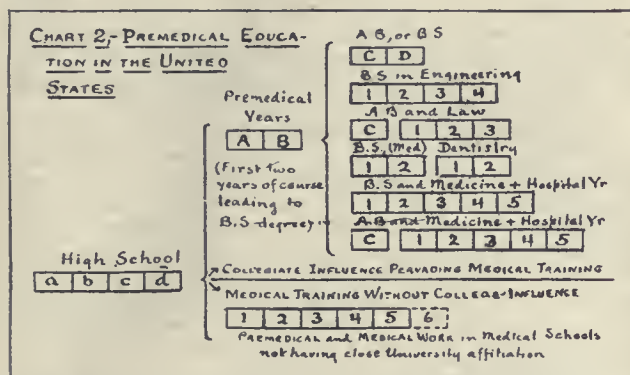 CHART 2,- PREMEDICAL EDUCA-
TION IN THE UNITED
STATES
Premedical
Years
A B
(First two
years of course
leading to
B.S. degree)
High School
a b c d
A B, or B S
C D
B S in Engineering
1 2 3 4
A B and Law
C 1 2 3
B.S. (Med) Dentistry
1 2 1 2
B.S and Medicine + Hospital Yr
1 2 3 4 5
A.B and Medicine + Hospital Yr
C 1 2 3 4 5
COLLEGIATE INFLUENCE PERVADING MEDICAL TRAINING
MEDICAL TRAINING WITHOUT COLLEGE-INFLUENCE
1 2 3 4 5 6
PREMEDICAL AND MEDICAL WORK in Medical Schools
not having close University affiliation